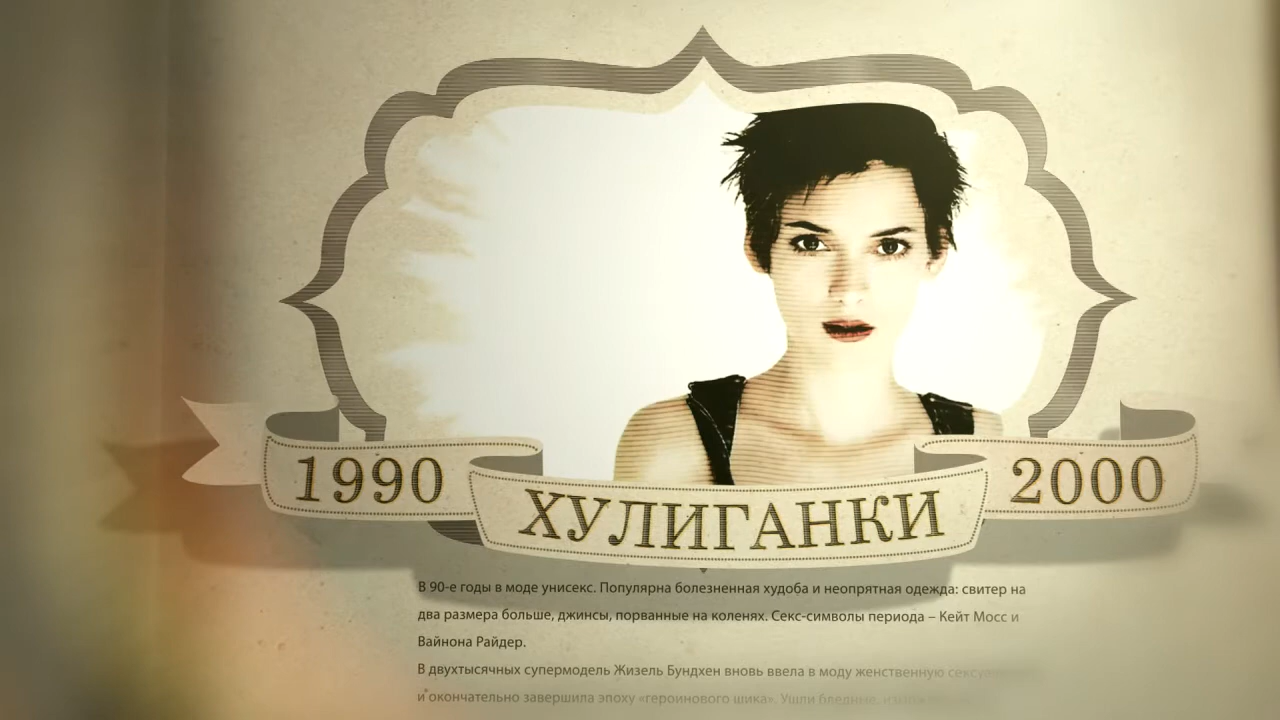 1990
ХУЛИГАНКИ
2000
В 90-е годы в моде унисекс. Популярна болезненная худоба и неопрятная одежда: свитер на
два размера больше, джинсы, порванные на коленях. Секс-символы периода – Кейт Мосс и
Вайнона Райдер.
В двухтысячных супермодель Жизель Бундхен вновь ввела в моду женственную
и окончательно завершила эпоху «героинового шика». Ушли бледные,